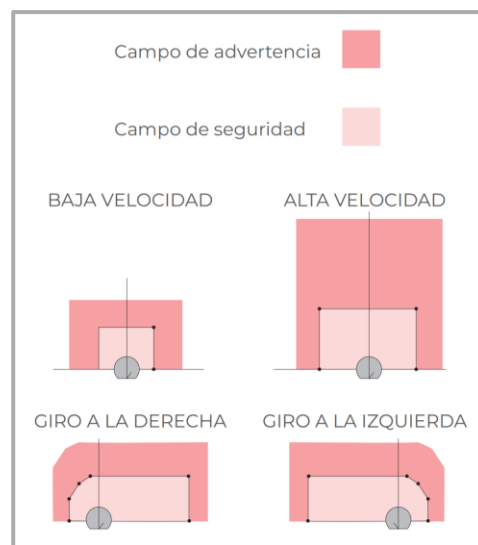 Campo de advertencia
Campo de seguridad
BAJA VELOCIDAD
ALTA VELOCIDAD
GIRO A LA DERECHA
GIRO A LA IZQUIERDA